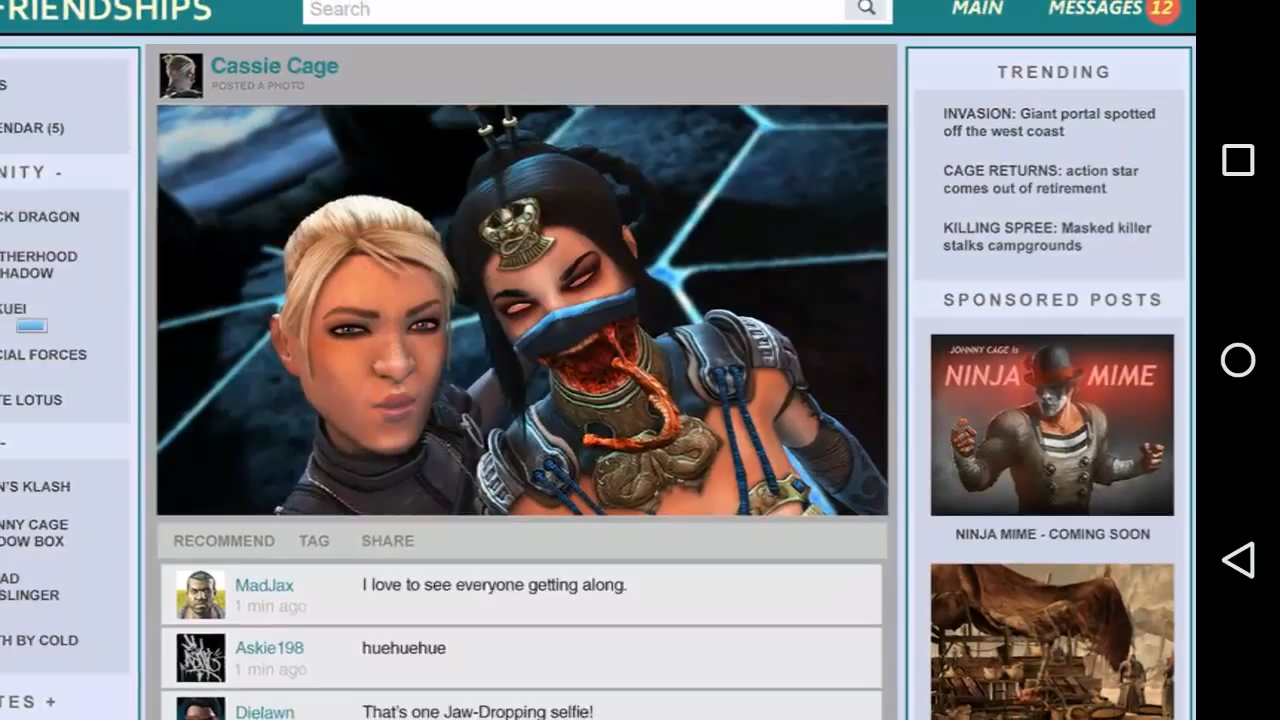 FRIENDSHIPS
Search
MAIN
MESSAGES 12
S
ENDAR (5)
NITY -
CK DRAGON
THERHOOD
HADOW
KUEI
CIAL FORCES
TE LOTUS
-
N'S KLASH
NNY CAGE
DOW BOX
AD
SLINGER
TH BY COLD
TES +
Cassie Cage
POSTED A PHOTO
RECOMMEND TAG SHARE
MadJax I love to see everyone getting along.
1 min ago
Askie198 huehuehue
1 min ago
Dielawn That's one Jaw-Dropping selfie!
TRENDING
INVASION: Giant portal spotted
off the west coast
CAGE RETURNS: action star
comes out of retirement
KILLING SPREE: Masked killer
stalks campgrounds
SPONSORED POSTS
JOHNNY CAGE is
NINJA MIME
NINJA MIME - COMING SOON